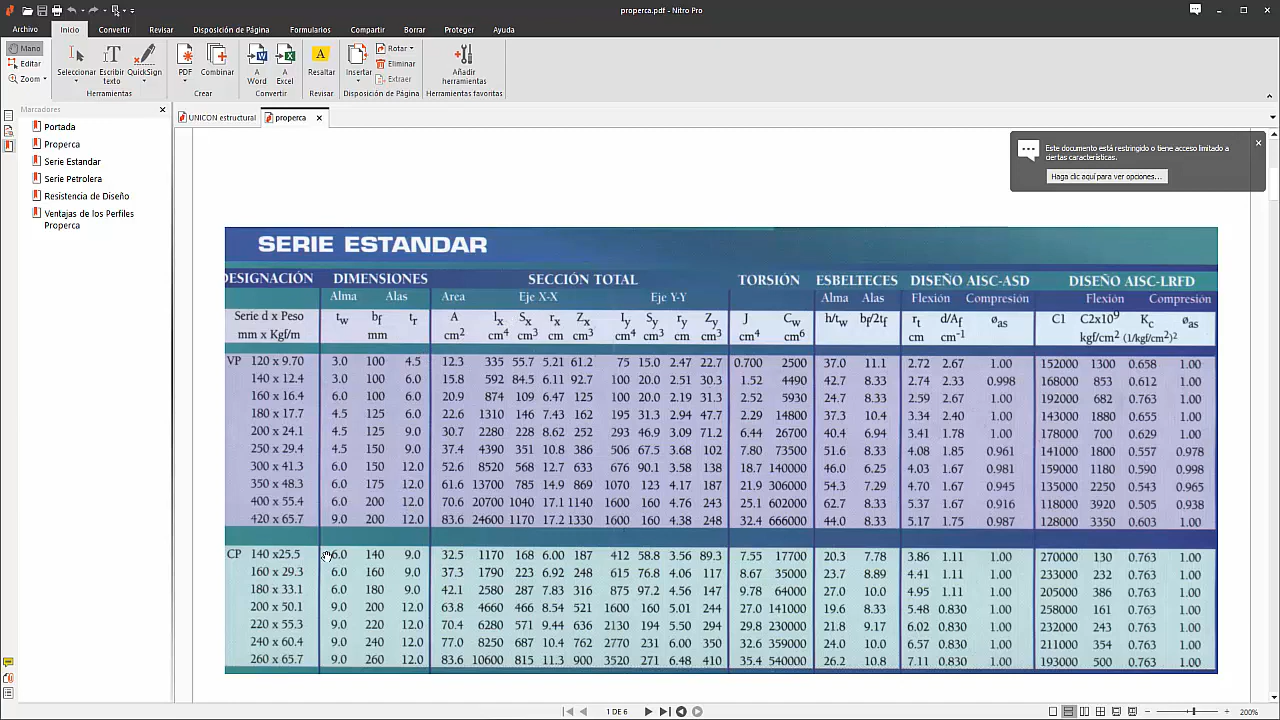 properca.pdf - Nitro Pro
Archivo Inicio Convertir Revisar Disposición de Página Formularios Compartir Borrar Proteger Ayuda
Mano
Editar
Zoom
Seleccionar
Escribir texto
QuickSign
Herramientas
PDF
Combinar
Crear
A Word
A Excel
Convertir
Resaltar
Revisar
Insertar
Rotar
Eliminar
Extraer
Disposición de Página
Añadir herramientas
Herramientas favoritas
Marcadores
Portada
Properca
Serie Estandar
Serie Petrolera
Resistencia de Diseño
Ventajas de los Perfiles
Properca
UNICON estructural properca
Este documento está restringido o tiene acceso limitado a
ciertas características.
Haga clic aquí para ver opciones...
SERIE ESTANDAR
DESIGNACIÓN DIMENSIONES SECCIÓN TOTAL TORSIÓN ESBELTECES DISEÑO AISC-ASD DISEÑO AISC-LRFD
Alma Alas Area Eje X-X Eje Y-Y Alma Alas Flexión Compresión Flexión Compresión
Serie d x Peso tw bf tr A Ix Sx rx Zx Iy Sy ry Zy J Cw h/tw bf/2tf rt d/Af øas C1 C2x10⁹ Kc øas
mm x Kgf/m mm cm² cm⁴ cm³ cm cm³ cm⁴ cm³ cm cm³ cm⁴ cm⁶ cm cm⁻¹ kgf/cm² (1/kgf/cm²)²
VP 120 x 9.70 3.0 100 4.5 12.3 335 55.7 5.21 61.2 75 15.0 2.47 22.7 0.700 2500 37.0 11.1 2.72 2.67 1.00 152000 1300 0.658 1.00
140 x 12.4 3.0 100 6.0 15.8 592 84.5 6.11 92.7 100 20.0 2.51 30.3 1.52 4490 42.7 8.33 2.74 2.33 0.998 168000 853 0.612 1.00
160 x 16.4 6.0 100 6.0 20.9 874 109 6.47 125 100 20.0 2.19 31.3 2.52 5930 24.7 8.33 2.59 2.67 1.00 192000 682 0.763 1.00
180 x 17.7 4.5 125 6.0 22.6 1310 146 7.43 162 195 31.3 2.94 47.7 2.29 14800 37.3 10.4 3.34 2.40 1.00 143000 1880 0.655 1.00
200 x 24.1 4.5 125 9.0 30.7 2280 228 8.62 252 293 46.9 3.09 71.2 6.44 26700 40.4 6.94 3.41 1.78 1.00 178000 700 0.629 1.00
250 x 29.4 4.5 150 9.0 37.4 4390 351 10.8 386 506 67.5 3.68 102 7.80 73500 51.6 8.33 4.08 1.85 0.961 141000 1800 0.557 0.978
300 x 41.3 6.0 150 12.0 52.6 8520 568 12.7 633 676 90.1 3.58 138 18.7 140000 46.0 6.25 4.03 1.67 0.981 159000 1180 0.590 0.998
350 x 48.3 6.0 175 12.0 61.6 13700 785 14.9 869 1070 123 4.17 187 21.9 306000 54.3 7.29 4.70 1.67 0.945 135000 2250 0.543 0.965
400 x 55.4 6.0 200 12.0 70.6 20700 1040 17.1 1140 1600 160 4.76 243 25.1 602000 62.7 8.33 5.37 1.67 0.916 118000 3920 0.505 0.938
420 x 65.7 9.0 200 12.0 83.6 24600 1170 17.2 1330 1600 160 4.38 248 32.4 666000 44.0 8.33 5.17 1.75 0.987 128000 3350 0.603 1.00
CP 140 x25.5 6.0 140 9.0 32.5 1170 168 6.00 187 412 58.8 3.56 89.3 7.55 17700 20.3 7.78 3.86 1.11 1.00 270000 130 0.763 1.00
160 x 29.3 6.0 160 9.0 37.3 1790 223 6.92 248 615 76.8 4.06 117 8.67 35000 23.7 8.89 4.41 1.11 1.00 233000 232 0.763 1.00
180 x 33.1 6.0 180 9.0 42.1 2580 287 7.83 316 875 97.2 4.56 147 9.78 64000 27.0 10.0 4.95 1.11 1.00 205000 386 0.763 1.00
200 x 50.1 9.0 200 12.0 63.8 4660 466 8.54 521 1600 160 5.01 244 27.0 141000 19.6 8.33 5.48 0.830 1.00 258000 161 0.763 1.00
220 x 55.3 9.0 220 12.0 70.4 6280 571 9.44 636 2130 194 5.50 294 29.8 230000 21.8 9.17 6.02 0.830 1.00 232000 243 0.763 1.00
240 x 60.4 9.0 240 12.0 77.0 8250 687 10.4 762 2770 231 6.00 350 32.6 359000 24.0 10.0 6.57 0.830 1.00 211000 354 0.763 1.00
260 x 65.7 9.0 260 12.0 83.6 10600 815 11.3 900 3520 271 6.48 410 35.4 540000 26.2 10.8 7.11 0.830 1.00 193000 500 0.763 1.00
1 DE 6
200%